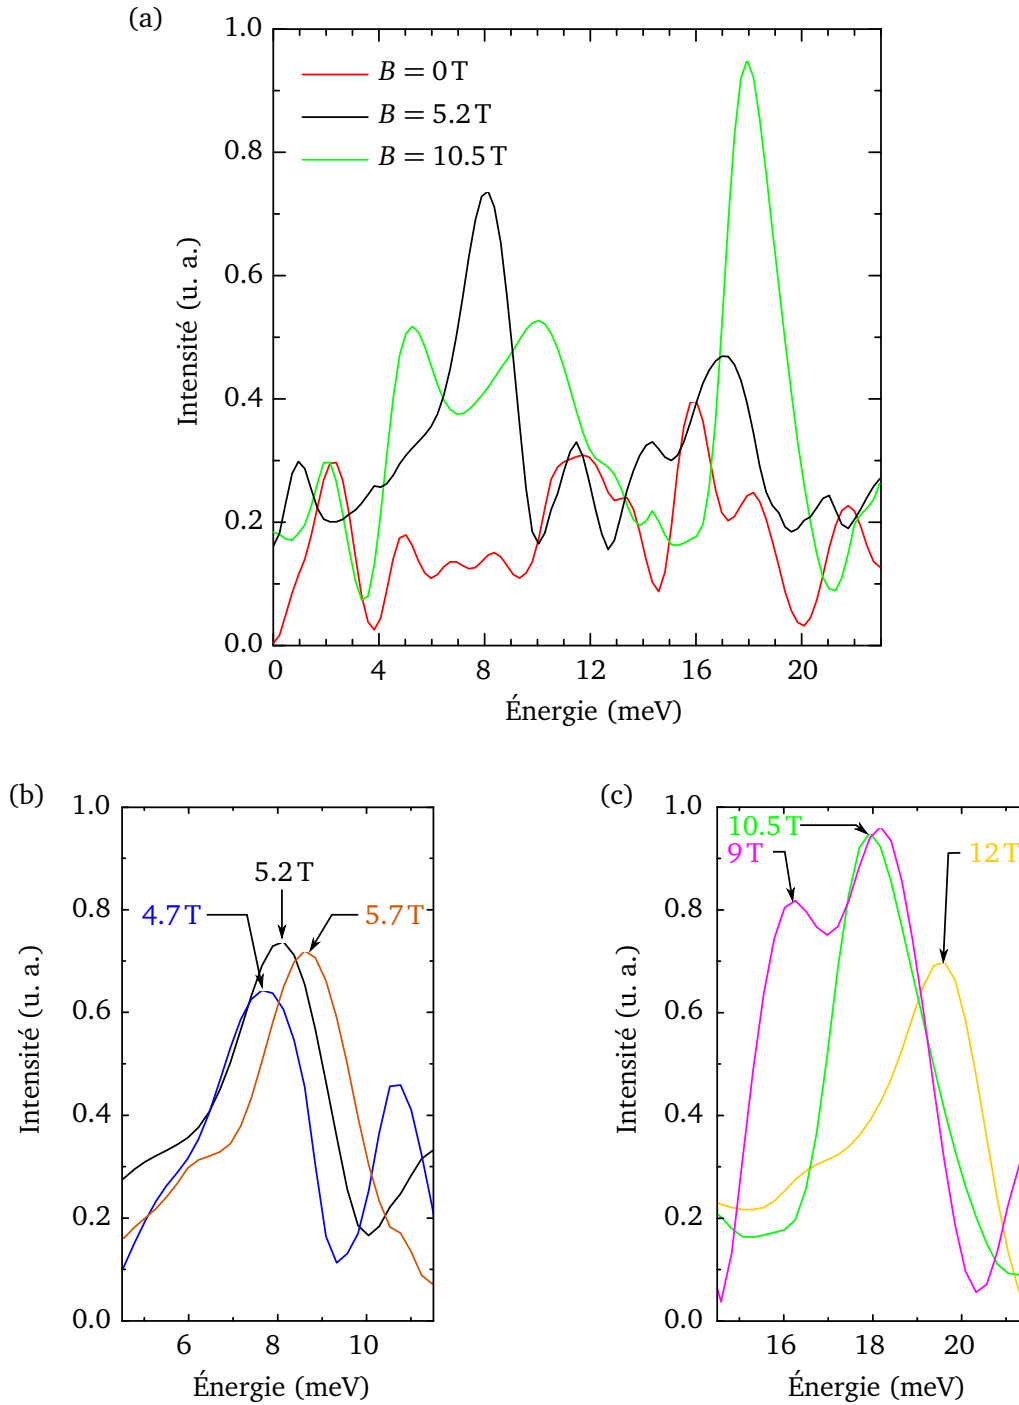 (a)
1.0
0.8
0.6
0.4
0.2
0.0
Intensité (u. a.)
B = 0 T
B = 5.2 T
B = 10.5 T
0 4 8 12 16 20
Énergie (meV)
(b)
1.0
0.8
0.6
0.4
0.2
0.0
Intensité (u. a.)
5.2 T
4.7 T
5.7 T
6 8 10
Énergie (meV)
(c)
1.0
0.8
0.6
0.4
0.2
0.0
Intensité (u. a.)
10.5 T
9 T
12 T
16 18 20
Énergie (meV)